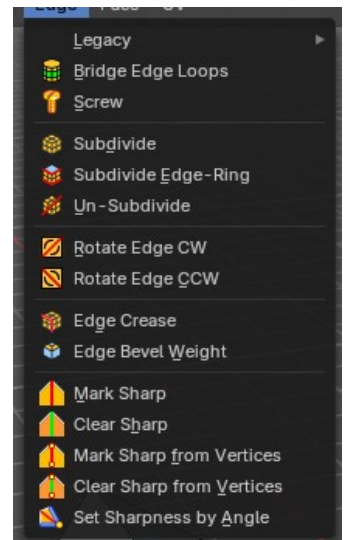 Edge Face UV
Legacy
Bridge Edge Loops
Screw
Subdivide
Subdivide Edge-Ring
Un-Subdivide
Rotate Edge CW
Rotate Edge CCW
Edge Crease
Edge Bevel Weight
Mark Sharp
Clear Sharp
Mark Sharp from Vertices
Clear Sharp from Vertices
Set Sharpness by Angle